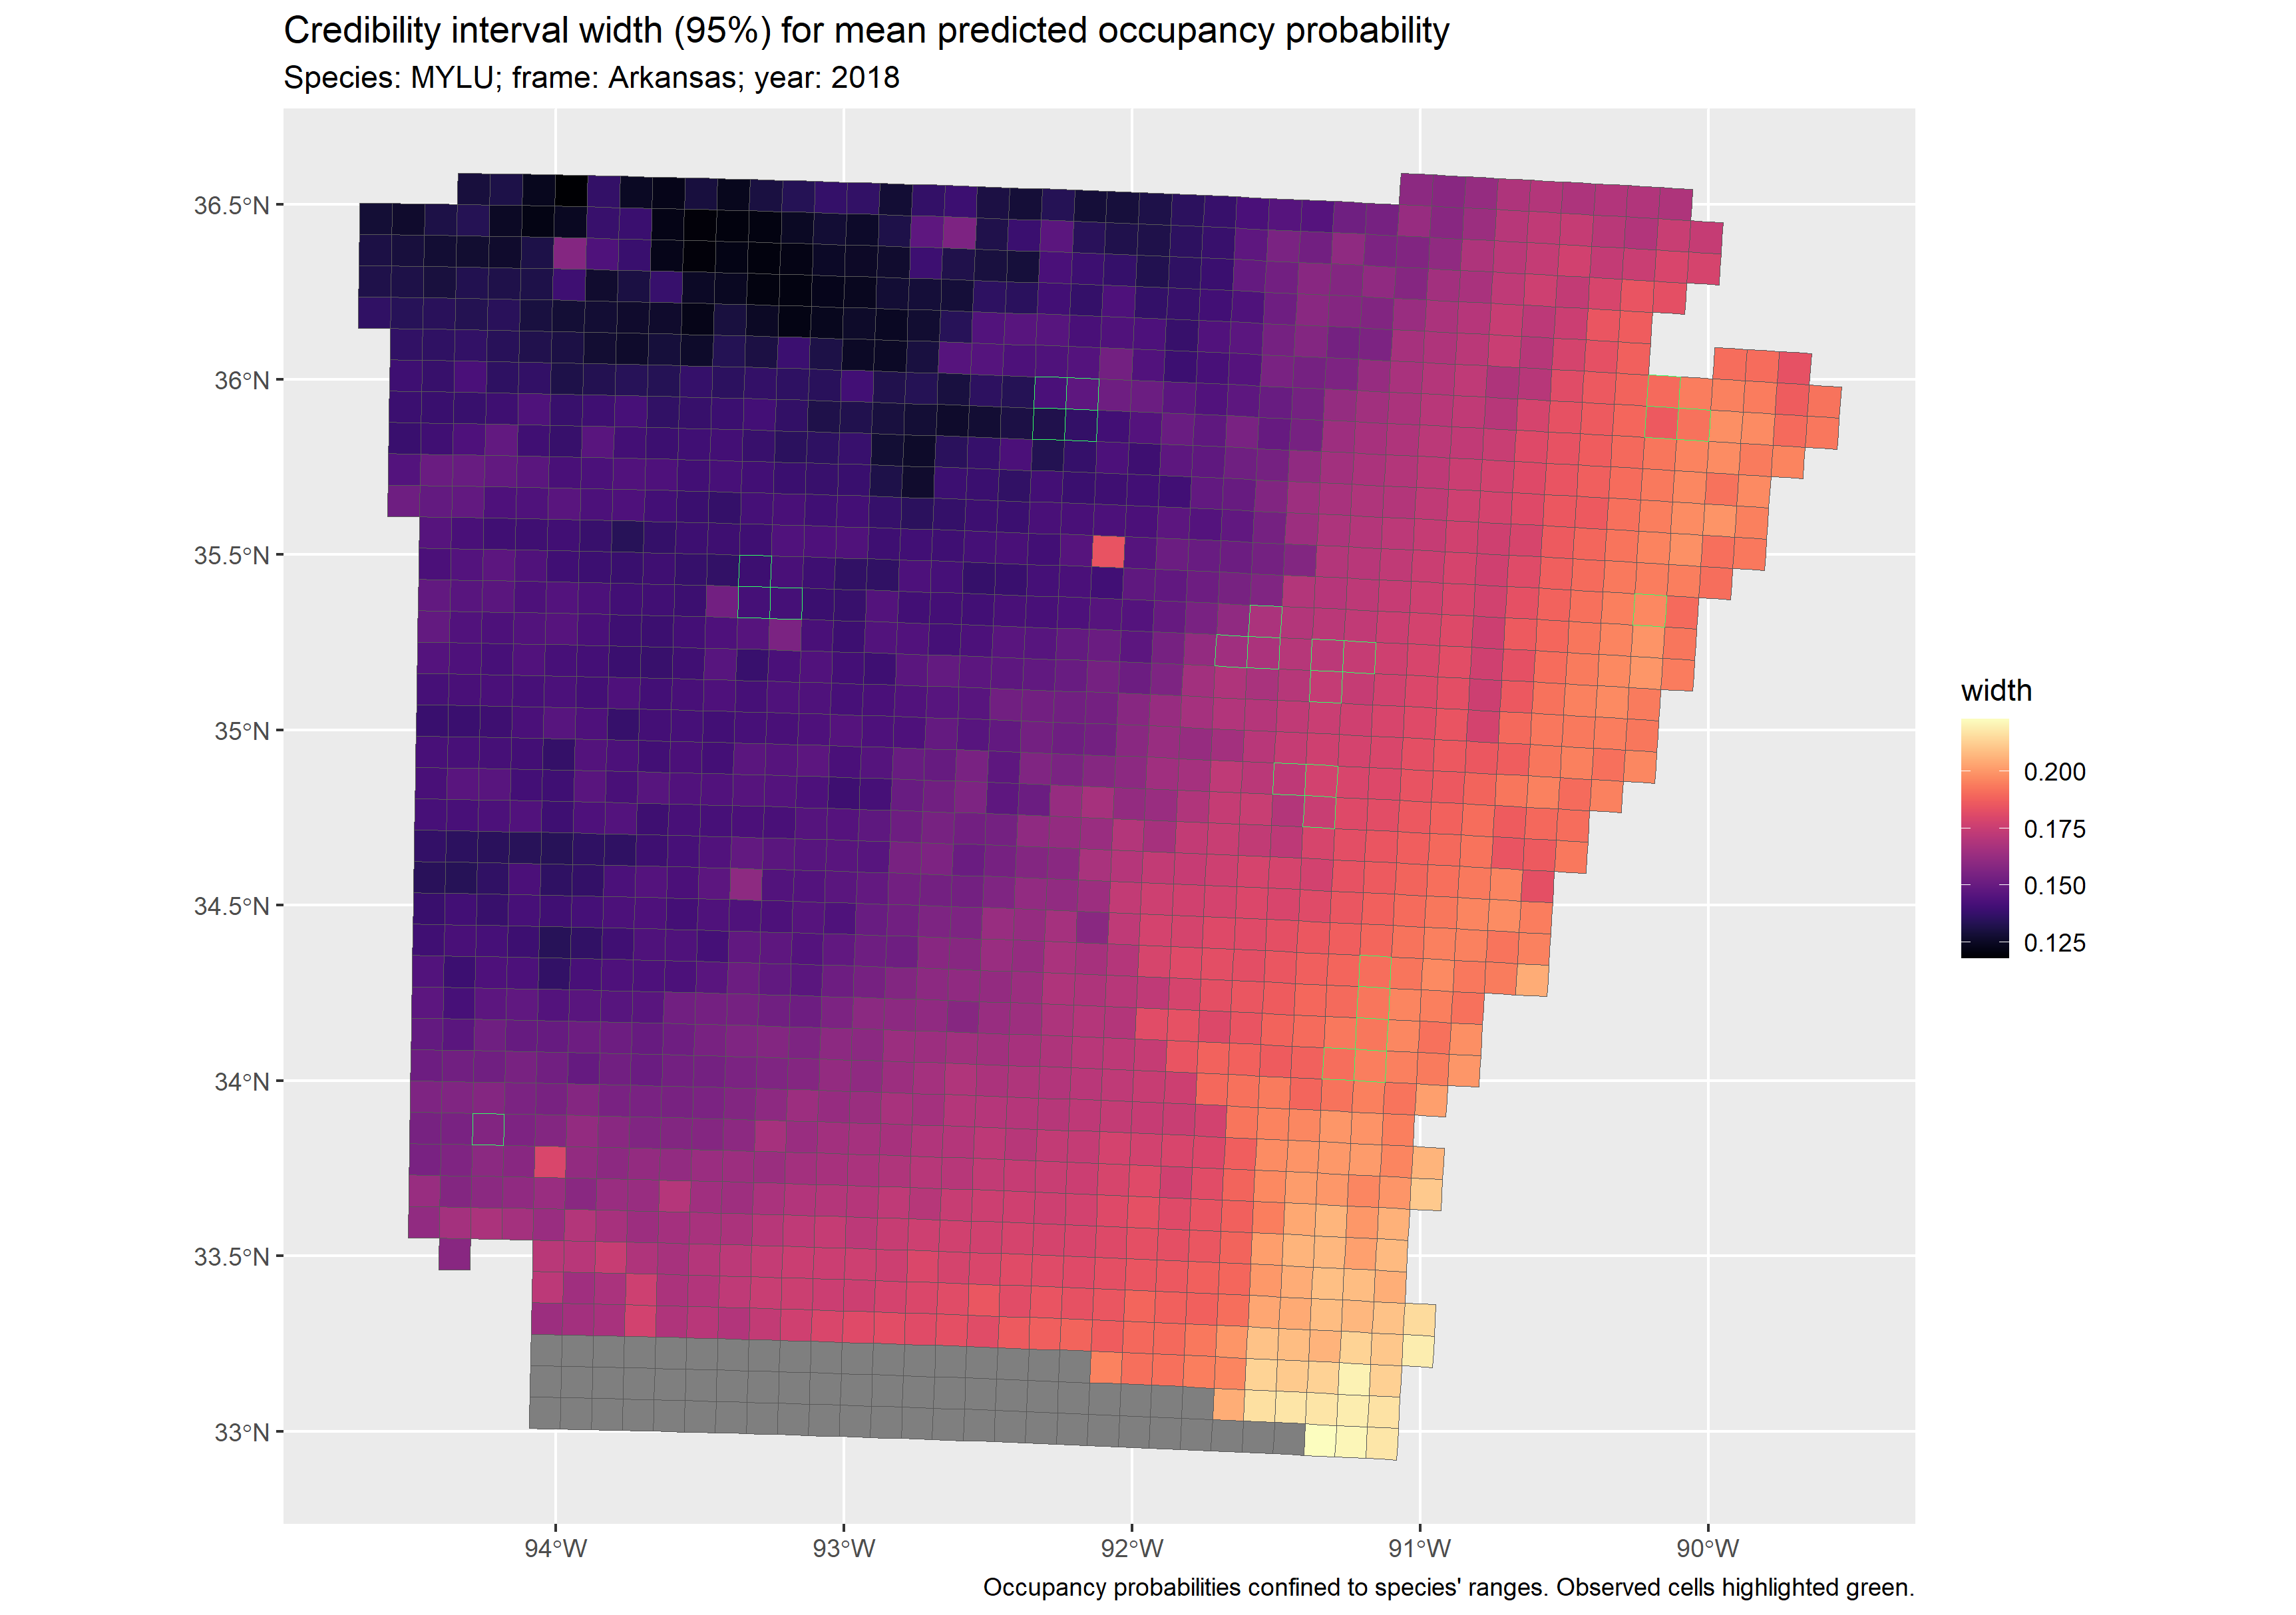 Credibility interval width (95%) for mean predicted occupancy probability
Species: MYLU; frame: Arkansas; year: 2018
36.5°N
36°N
35.5°N
35°N
34.5°N
34°N
33.5°N
33°N
94°W
93°W
92°W
91°W
90°W
width
0.200
0.175
0.150
0.125
Occupancy probabilities confined to species' ranges. Observed cells highlighted green.